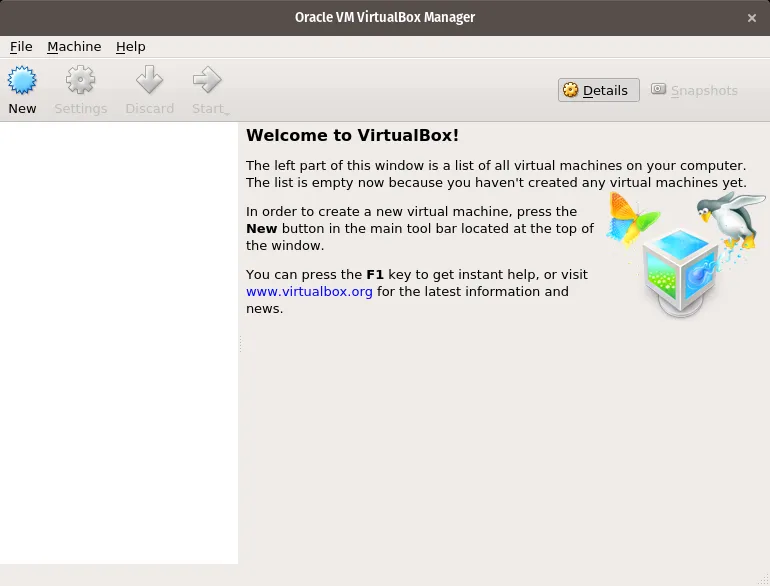 Oracle VM VirtualBox Manager
File Machine Help
New Settings Discard Start Details Snapshots
Welcome to VirtualBox!
The left part of this window is a list of all virtual machines on your computer.
The list is empty now because you haven't created any virtual machines yet.
In order to create a new virtual machine, press the
New button in the main tool bar located at the top of
the window.
You can press the F1 key to get instant help, or visit
www.virtualbox.org for the latest information and
news.